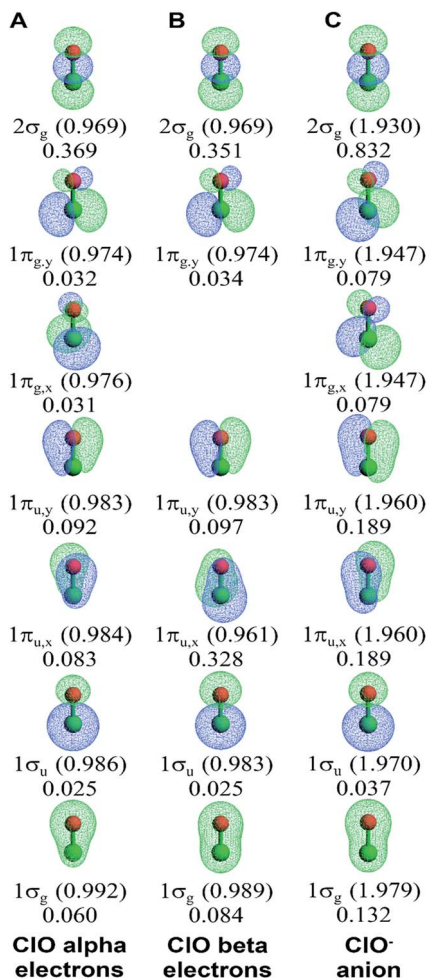 A B C
2σg (0.969) 2σg (0.969) 2σg (1.930)
0.369 0.351 0.832
1πg,y (0.974) 1πg,y (0.974) 1πg,y (1.947)
0.032 0.034 0.079
1πg,x (0.976) 1πg,x (1.947)
0.031 0.079
1πu,y (0.983) 1πu,y (0.983) 1πu,y (1.960)
0.092 0.097 0.189
1πu,x (0.984) 1πu,x (0.961) 1πu,x (1.960)
0.083 0.328 0.189
1σu (0.986) 1σu (0.983) 1σu (1.970)
0.025 0.025 0.037
1σg (0.992) 1σg (0.989) 1σg (1.979)
0.060 0.084 0.132
ClO alpha ClO beta ClO-
electrons electrons anion